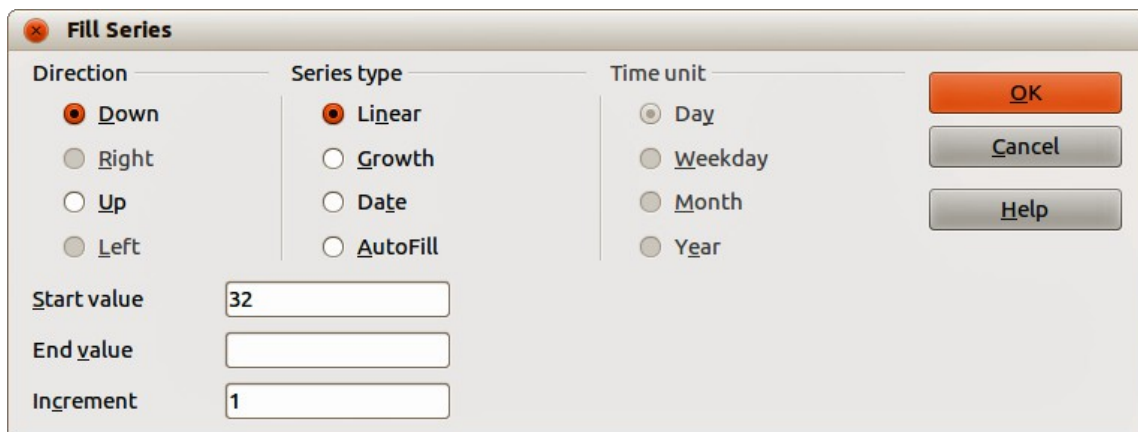 Fill Series
Direction
Down
Right
Up
Left
Series type
Linear
Growth
Date
AutoFill
Time unit
Day
Weekday
Month
Year
OK
Cancel
Help
Start value 32
End value
Increment 1